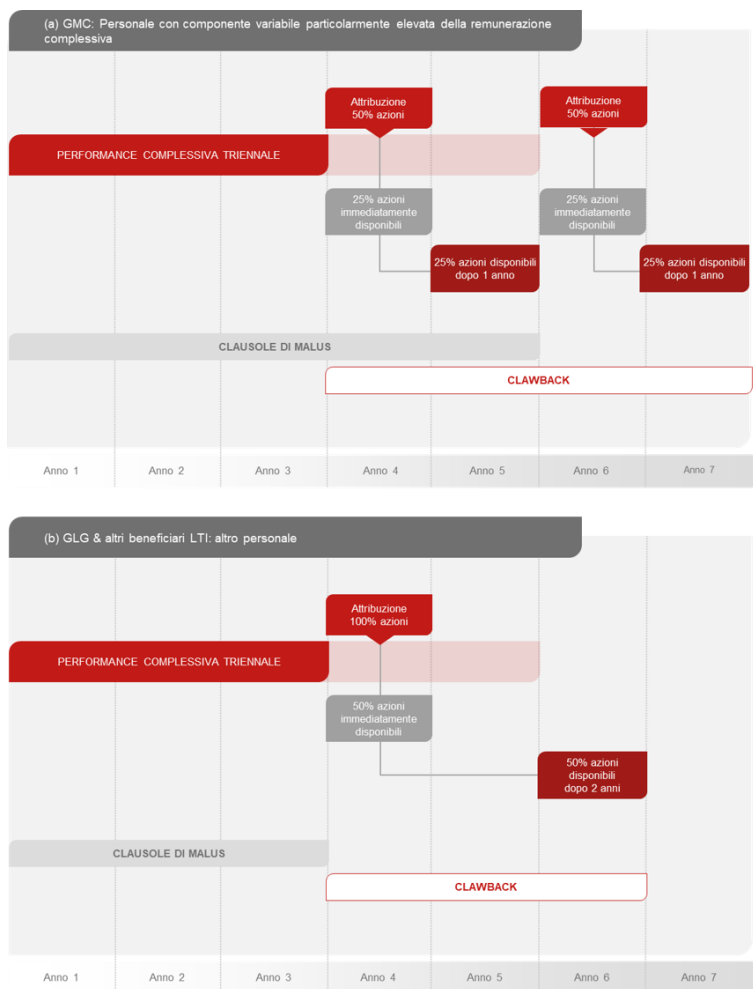 (a) GMC: Personale con componente variabile particolarmente elevata della remunerazione
complessiva
Attribuzione
50% azioni
Attribuzione
50% azioni
PERFORMANCE COMPLESSIVA TRIENNALE
25% azioni
immediatamente
disponibili
25% azioni
immediatamente
disponibili
25% azioni disponibili
dopo 1 anno
25% azioni disponibili
dopo 1 anno
CLAUSOLE DI MALUS
CLAWBACK
Anno 1
Anno 2
Anno 3
Anno 4
Anno 5
Anno 6
Anno 7
(b) GLG & altri beneficiari LTI: altro personale
Attribuzione
100% azioni
PERFORMANCE COMPLESSIVA TRIENNALE
50% azioni
immediatamente
disponibili
50% azioni
disponibili
dopo 2 anni
CLAUSOLE DI MALUS
CLAWBACK
Anno 1
Anno 2
Anno 3
Anno 4
Anno 5
Anno 6
Anno 7